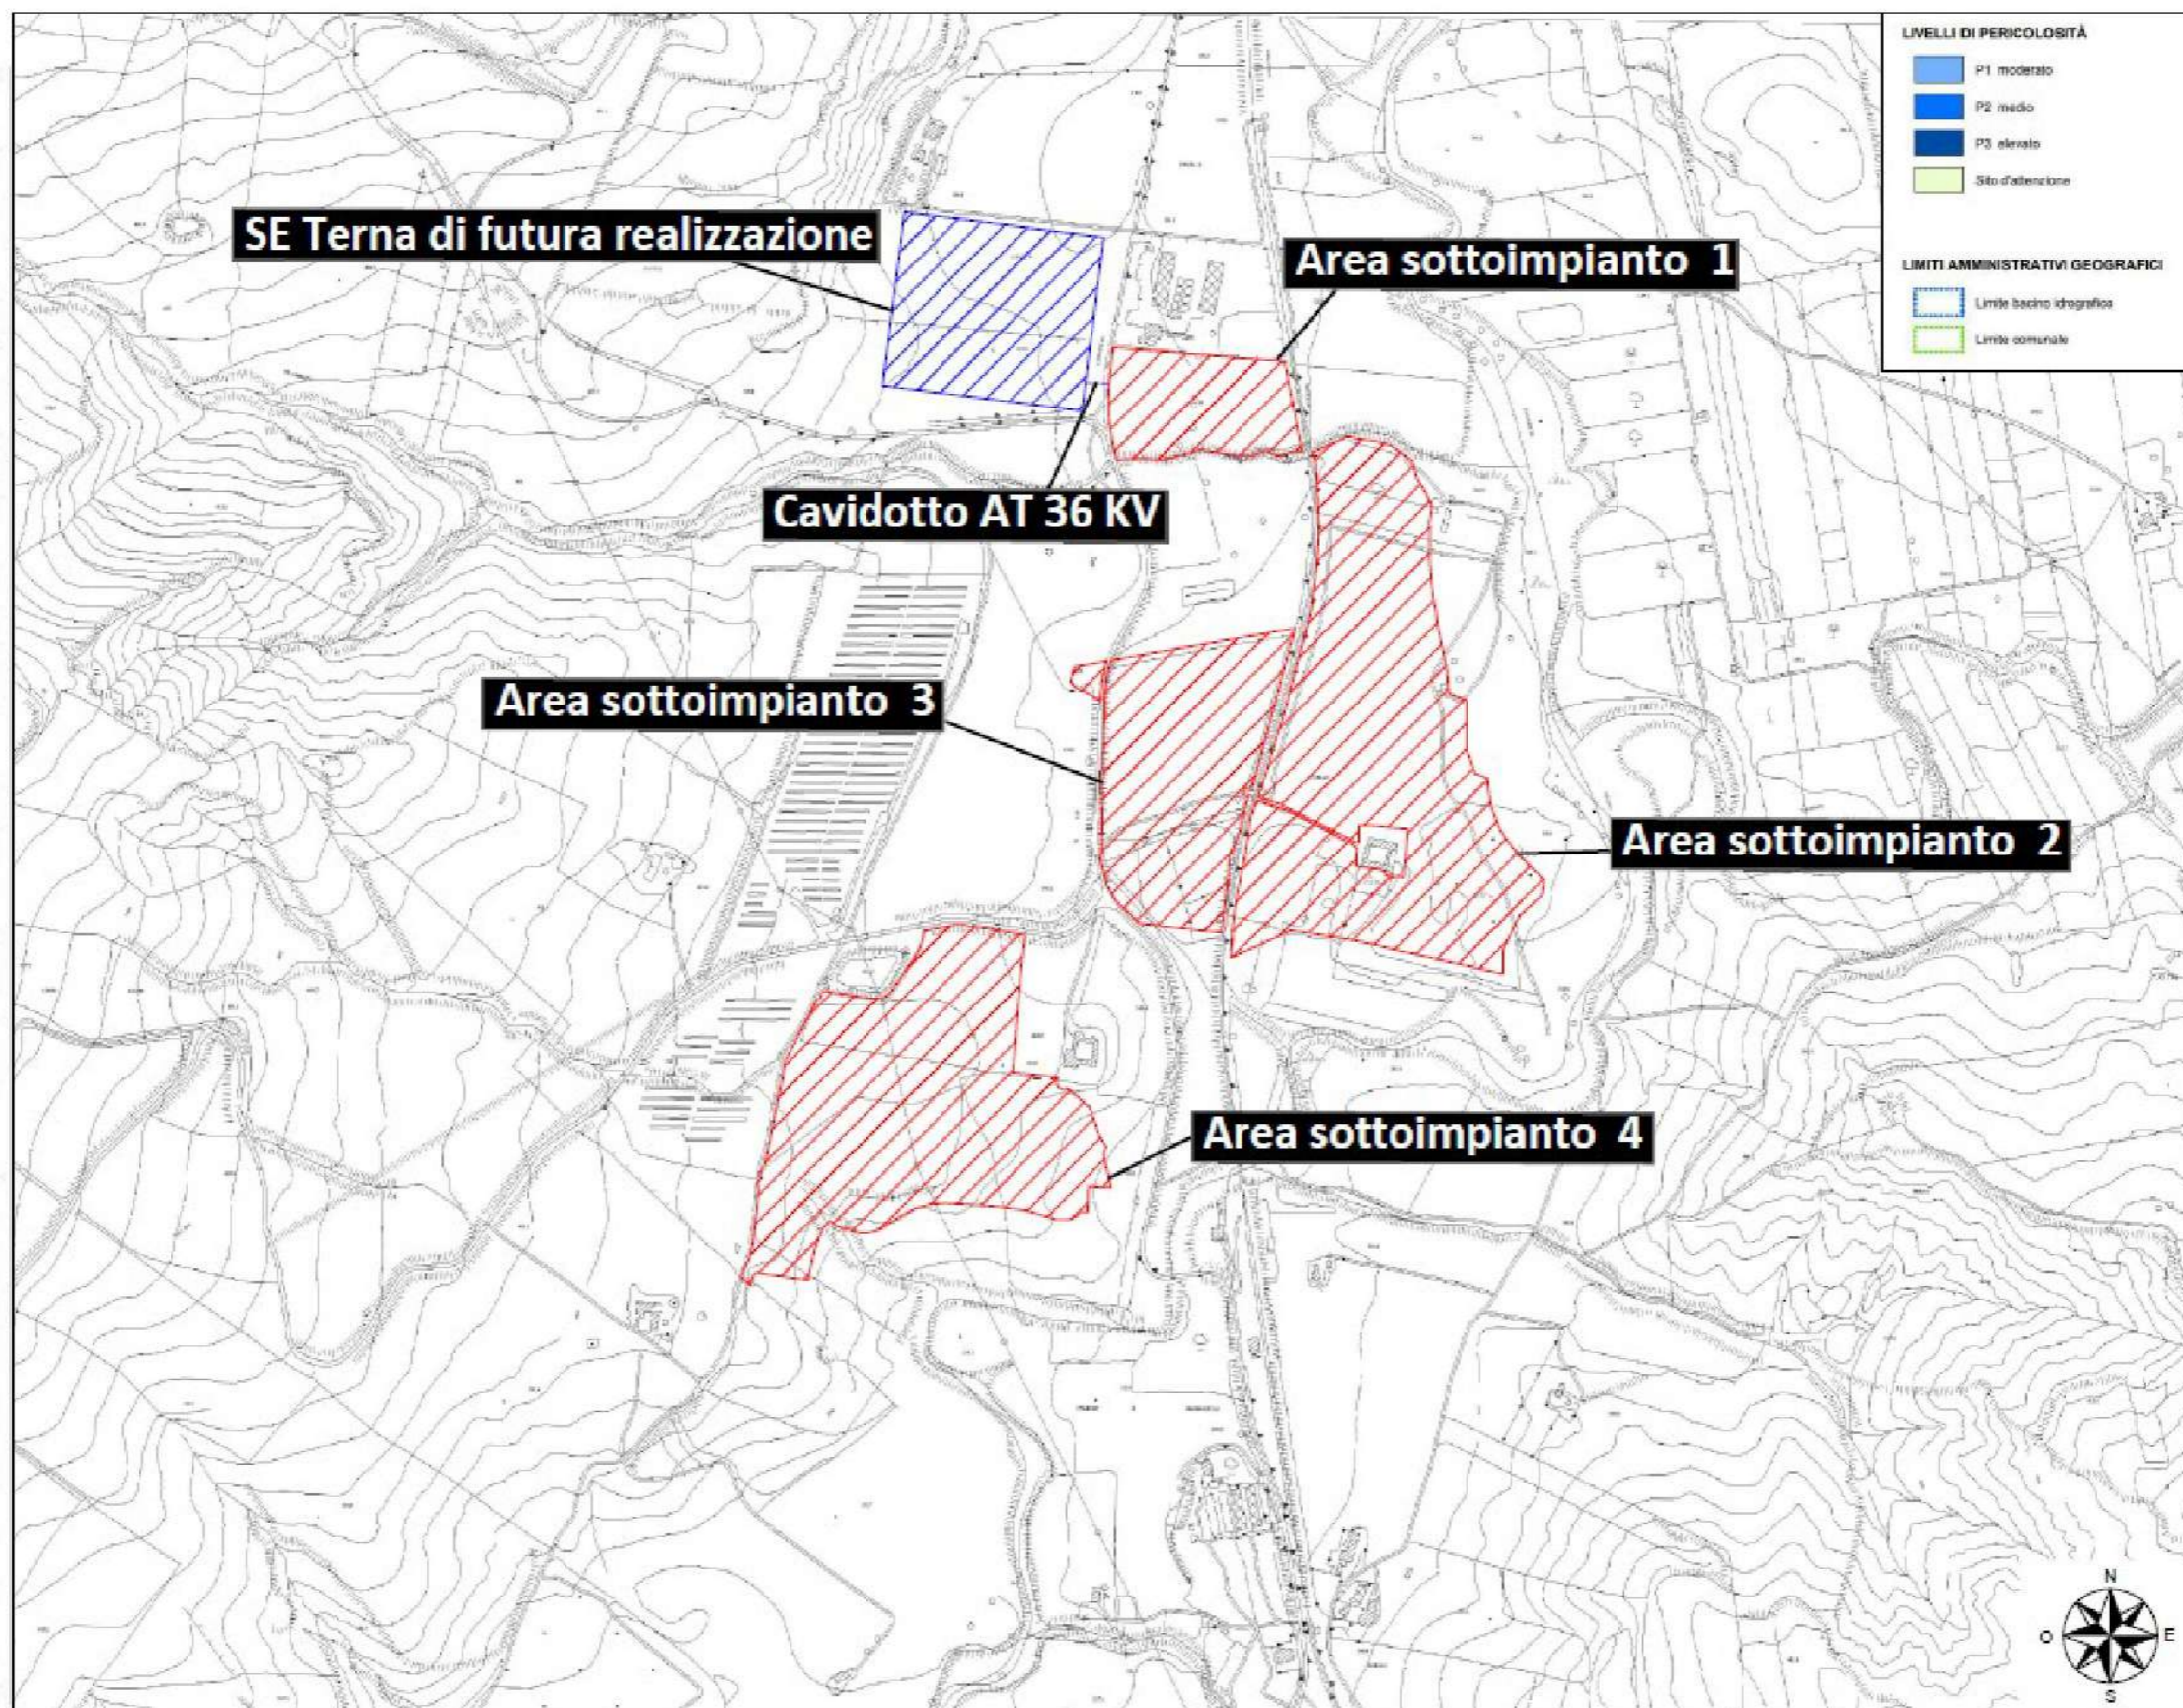 LIVELLI DI PERICOLOSITÀ
P1 moderato
P2 medio
P3 elevato
Sito d'attenzione
LIMITI AMMINISTRATIVI GEOGRAFICI
Limite bacino idrografico
Limite comunale
SE Terna di futura realizzazione
Area sottoimpianto 1
Cavidotto AT 36 KV
Area sottoimpianto 3
Area sottoimpianto 2
Area sottoimpianto 4
N
O
E
S